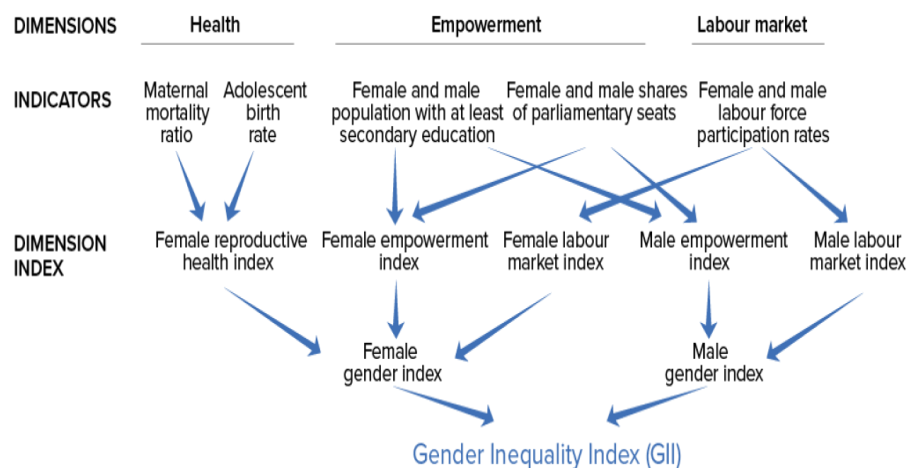 DIMENSIONS Health Empowerment Labour market
INDICATORS
Maternal
mortality
ratio
Adolescent
birth
rate
Female and male
population with at least
secondary education
Female and male shares
of parliamentary seats
Female and male
labour force
participation rates
DIMENSION
INDEX
Female reproductive
health index
Female empowerment
index
Female labour
market index
Male empowerment
index
Male labour
market index
Female
gender index
Male
gender index
Gender Inequality Index (GII)